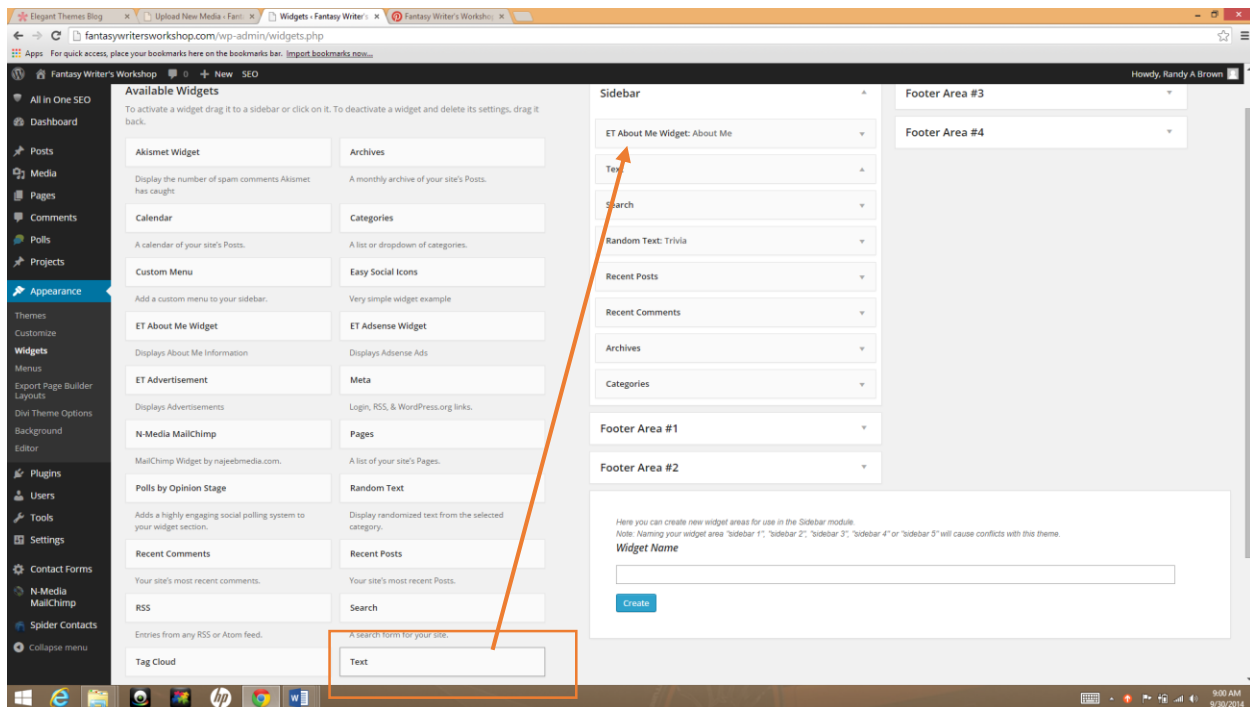 Elegant Themes Blog
Upload New Media ‹ Fant
Widgets ‹ Fantasy Writer's
Fantasy Writer's Workshop
fantasywritersworkshop.com/wp-admin/widgets.php
Apps
For quick access, place your bookmarks here on the bookmarks bar. Import bookmarks now...
Fantasy Writer's Workshop
0
+ New
SEO
Howdy, Randy A Brown
All in One SEO
Dashboard
Posts
Media
Pages
Comments
Polls
Projects
Appearance
Themes
Customize
Widgets
Menus
Export Page Builder
Layouts
Divi Theme Options
Background
Editor
Plugins
Users
Tools
Settings
Contact Forms
N-Media
MailChimp
Spider Contacts
Collapse menu
Available Widgets
To activate a widget drag it to a sidebar or click on it. To deactivate a widget and delete its settings, drag it
back.
Akismet Widget
Archives
Display the number of spam comments Akismet
has caught
A monthly archive of your site's Posts.
Calendar
Categories
A calendar of your site's Posts.
A list or dropdown of categories.
Custom Menu
Easy Social Icons
Add a custom menu to your sidebar.
Very simple widget example
ET About Me Widget
ET Adsense Widget
Displays About Me Information
Displays Adsense Ads
ET Advertisement
Meta
Displays Advertisements
Login, RSS, & WordPress.org links.
N-Media MailChimp
Pages
MailChimp Widget by najeebmedia.com.
A list of your site's Pages.
Polls by Opinion Stage
Random Text
Adds a highly engaging social polling system to
your widget section.
Display randomized text from the selected
category.
Recent Comments
Recent Posts
Your site's most recent comments.
Your site's most recent Posts.
RSS
Search
Entries from any RSS or Atom feed.
A search form for your site.
Tag Cloud
Text
Sidebar
ET About Me Widget: About Me
Text
Search
Random Text: Trivia
Recent Posts
Recent Comments
Archives
Categories
Footer Area #1
Footer Area #2
Footer Area #3
Footer Area #4
Here you can create new widget areas for use in the Sidebar module.
Note: Naming your widget area "sidebar 1", "sidebar 2", "sidebar 3", "sidebar 4" or "sidebar 5" will cause conflicts with this theme.
Widget Name
Create
9:00 AM
9/30/2014